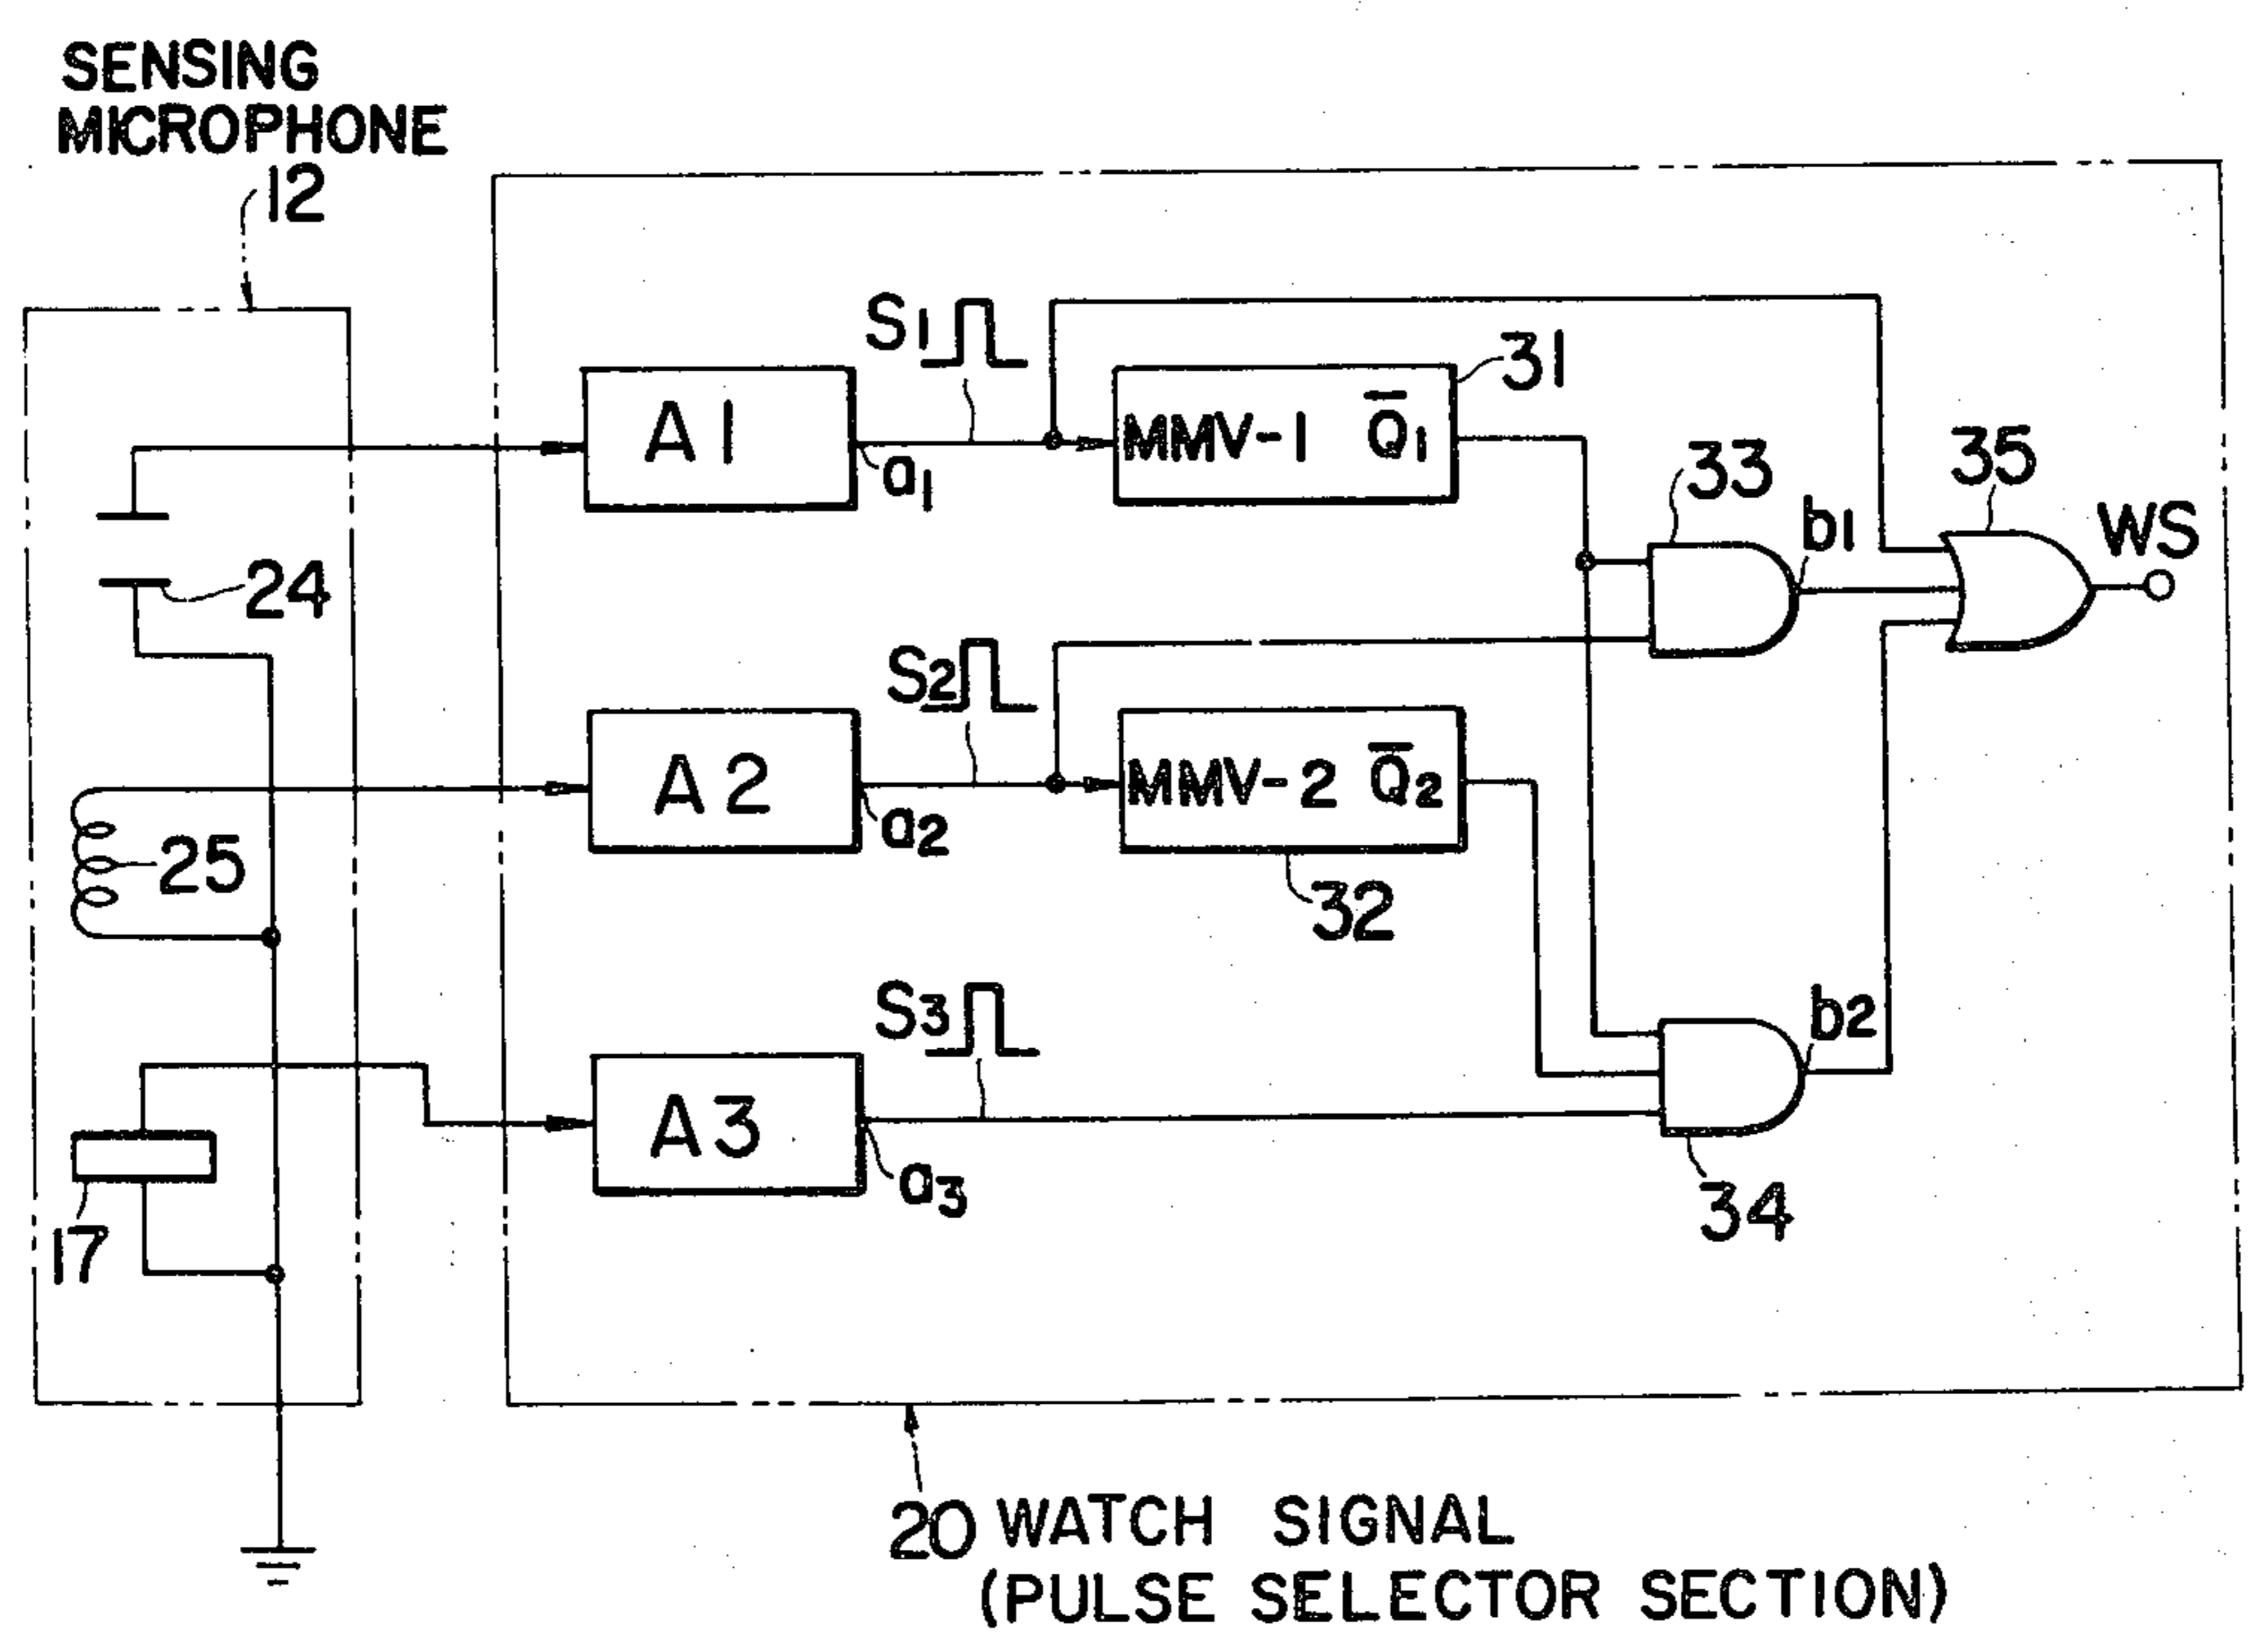 SENSING
MICROPHONE
12
S1
31
A1
a1
MMV-1 Q̅1
33
b1
35
WS
24
S2
A2
a2
MMV-2 Q̅2
25
32
S3
b2
A3
a3
34
17
20 WATCH SIGNAL
(PULSE SELECTOR SECTION)